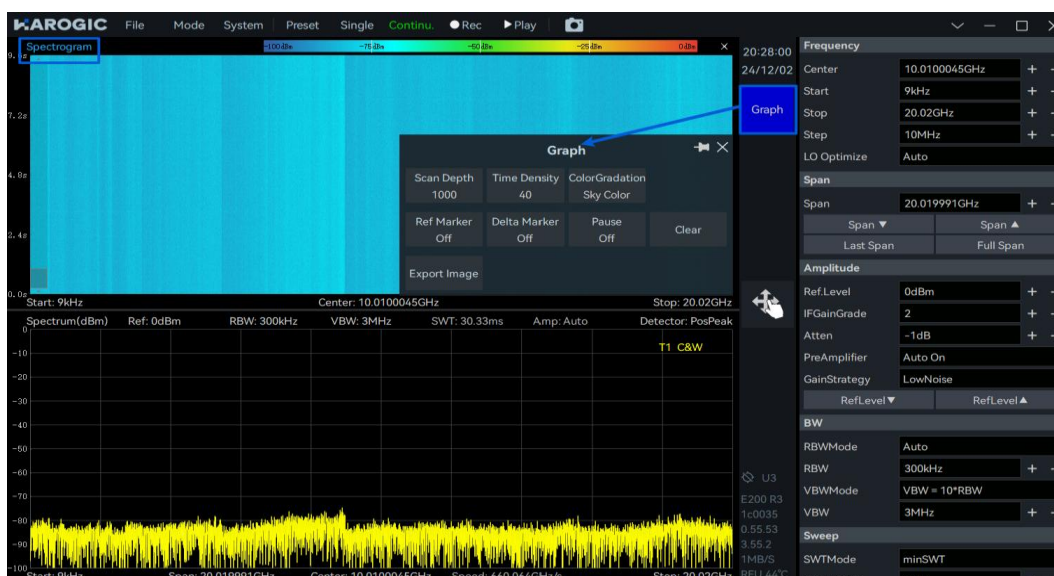 HAROGIC File Mode System Preset Single Continu. Rec Play
Spectrogram -100dBm -75dBm -50dBm -25dBm 0dBm
20:28:00
24/12/02
Graph
7.2s
4.8s
2.4s
0.0s
Graph
Scan Depth Time Density ColorGradation
1000 40 Sky Color
Ref Marker Delta Marker Pause Clear
Off Off Off
Export Image
Start: 9kHz Center: 10.0100045GHz Stop: 20.02GHz
Spectrum(dBm) Ref: 0dBm RBW: 300kHz VBW: 3MHz SWT: 30.33ms Amp: Auto Detector: PosPeak
T1 C&W
0
-10
-20
-30
-40
-50
-60
-70
-80
-90
-100
Start: 9kHz Span: 20.019991GHz Center: 10.0100045GHz Speed: 660.064GHz/s Stop: 20.02GHz
U3
E200 R3
1c0035
0.55.53
3.55.2
1MB/S
Frequency
Center 10.0100045GHz + -
Start 9kHz + -
Stop 20.02GHz + -
Step 10MHz + -
LO Optimize Auto
Span
Span 20.019991GHz + -
Span ▼ Span ▲
Last Span Full Span
Amplitude
Ref.Level 0dBm + -
IFGainGrade 2 + -
Atten -1dB + -
PreAmplifier Auto On
GainStrategy LowNoise
RefLevel▼ RefLevel▲
BW
RBWMode Auto
RBW 300kHz + -
VBWMode VBW = 10*RBW
VBW 3MHz + -
Sweep
SWTMode minSWT